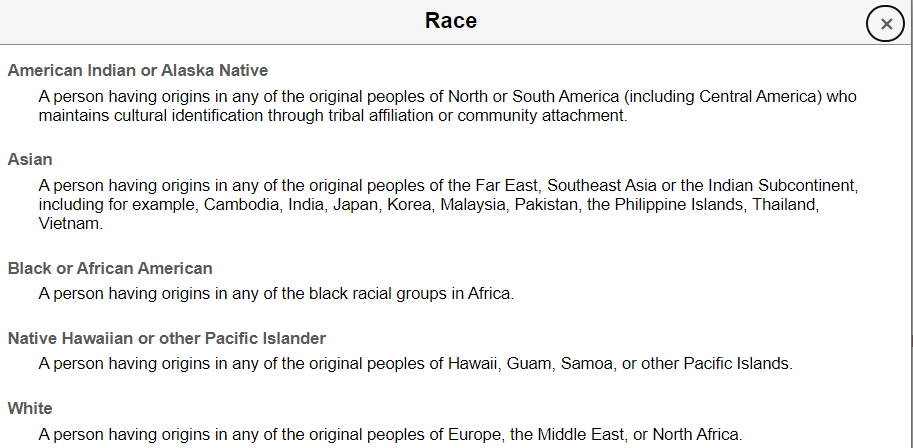 Race
American Indian or Alaska Native
A person having origins in any of the original peoples of North or South America (including Central America) who
maintains cultural identification through tribal affiliation or community attachment.
Asian
A person having origins in any of the original peoples of the Far East, Southeast Asia or the Indian Subcontinent,
including for example, Cambodia, India, Japan, Korea, Malaysia, Pakistan, the Philippine Islands, Thailand,
Vietnam.
Black or African American
A person having origins in any of the black racial groups in Africa.
Native Hawaiian or other Pacific Islander
A person having origins in any of the original peoples of Hawaii, Guam, Samoa, or other Pacific Islands.
White
A person having origins in any of the original peoples of Europe, the Middle East, or North Africa.